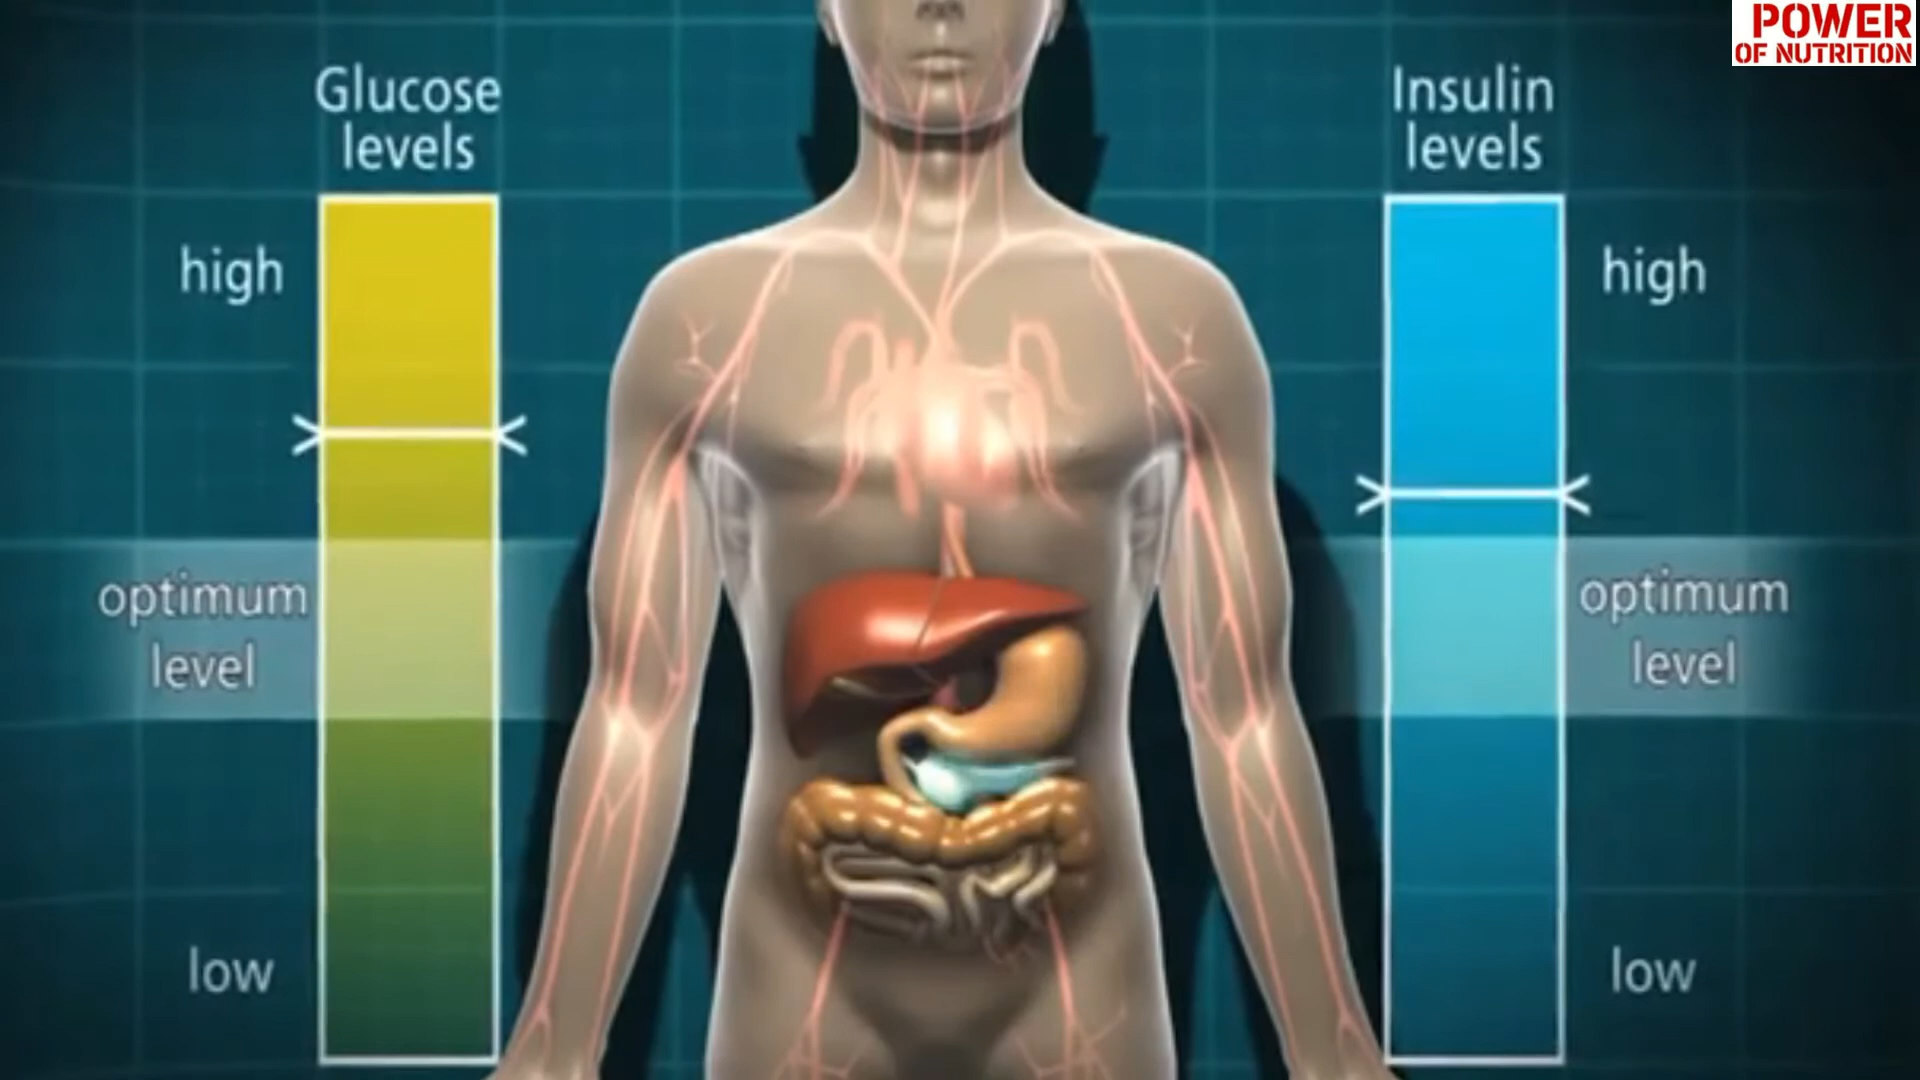 POWER
OF NUTRITION
Glucose
levels
high
optimum
level
low
Insulin
levels
high
optimum
level
low